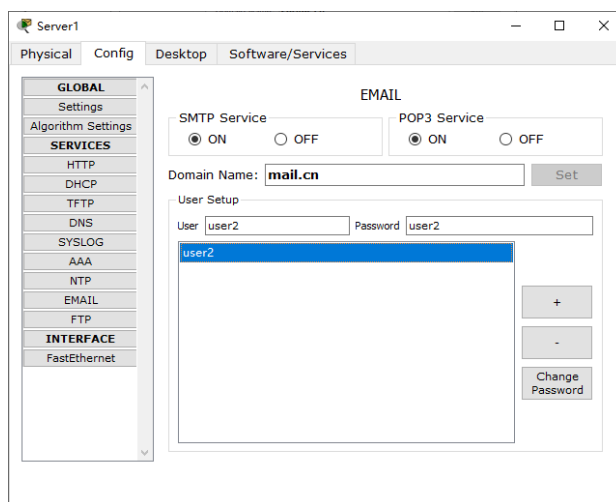 Server1
Physical Config Desktop Software/Services
GLOBAL
Settings
Algorithm Settings
SERVICES
HTTP
DHCP
TFTP
DNS
SYSLOG
AAA
NTP
EMAIL
FTP
INTERFACE
FastEthernet
EMAIL
SMTP Service
ON OFF
POP3 Service
ON OFF
Domain Name: mail.cn Set
User Setup
User user2 Password user2
user2
+
-
Change
Password